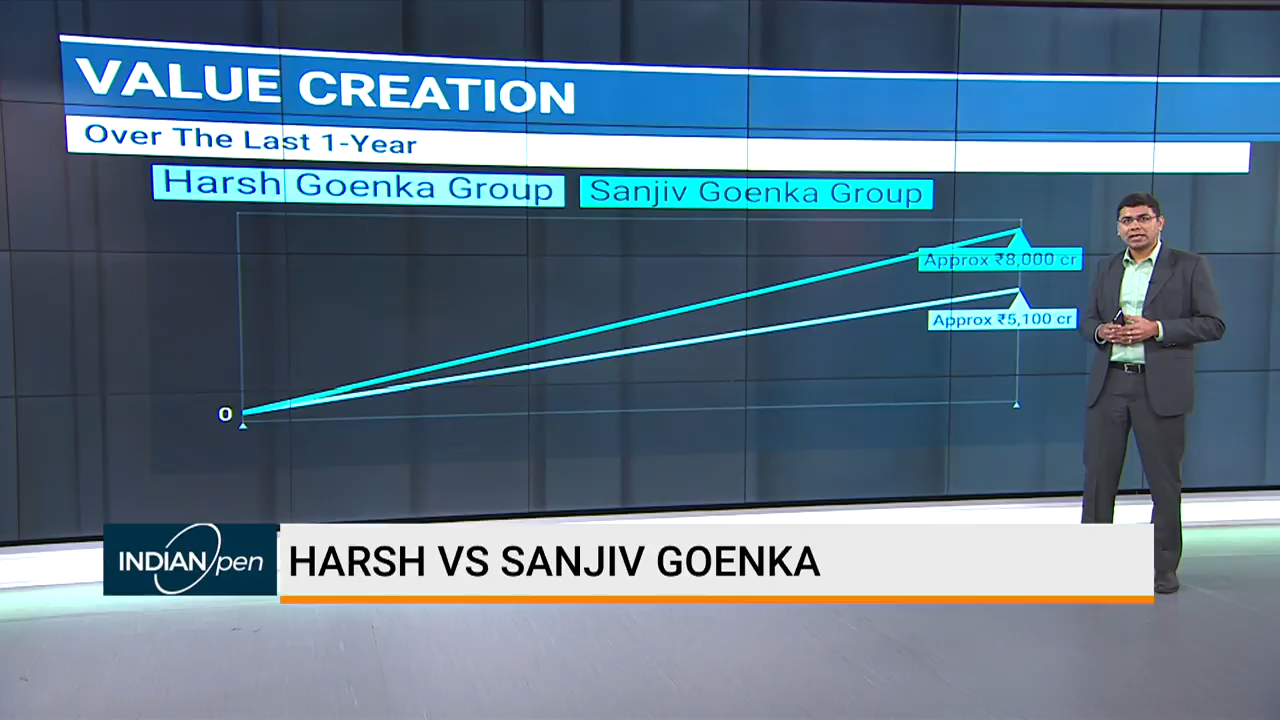 VALUE CREATION
Over The Last 1-Year
Harsh Goenka Group
Sanjiv Goenka Group
Approx ₹8,000 cr
Approx ₹5,100 cr
0
INDIAN pen
HARSH VS SANJIV GOENKA